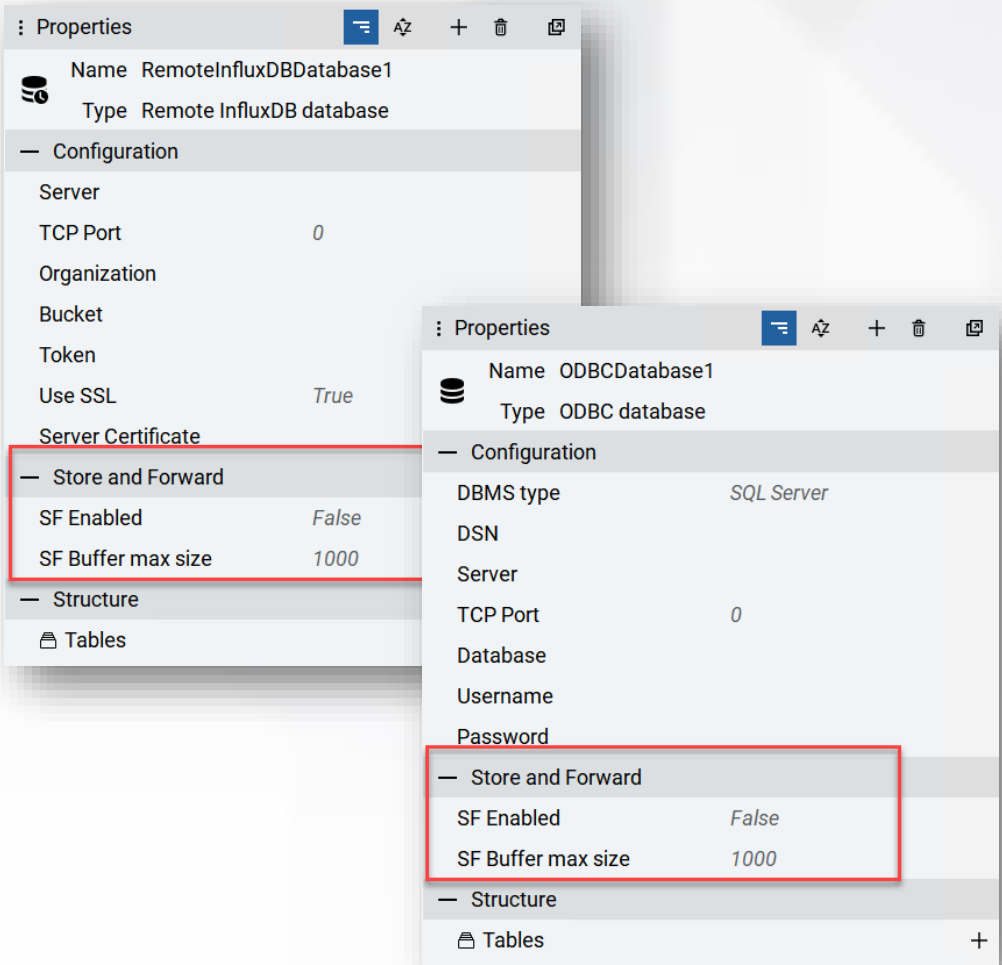 Properties
Name RemoteInfluxDBDatabase1
Type Remote InfluxDB database
Configuration
Server
TCP Port 0
Organization
Bucket
Token
Use SSL True
Server Certificate
Store and Forward
SF Enabled False
SF Buffer max size 1000
Structure
Tables
Properties
Name ODBCDatabase1
Type ODBC database
Configuration
DBMS type SQL Server
DSN
Server
TCP Port 0
Database
Username
Password
Store and Forward
SF Enabled False
SF Buffer max size 1000
Structure
Tables